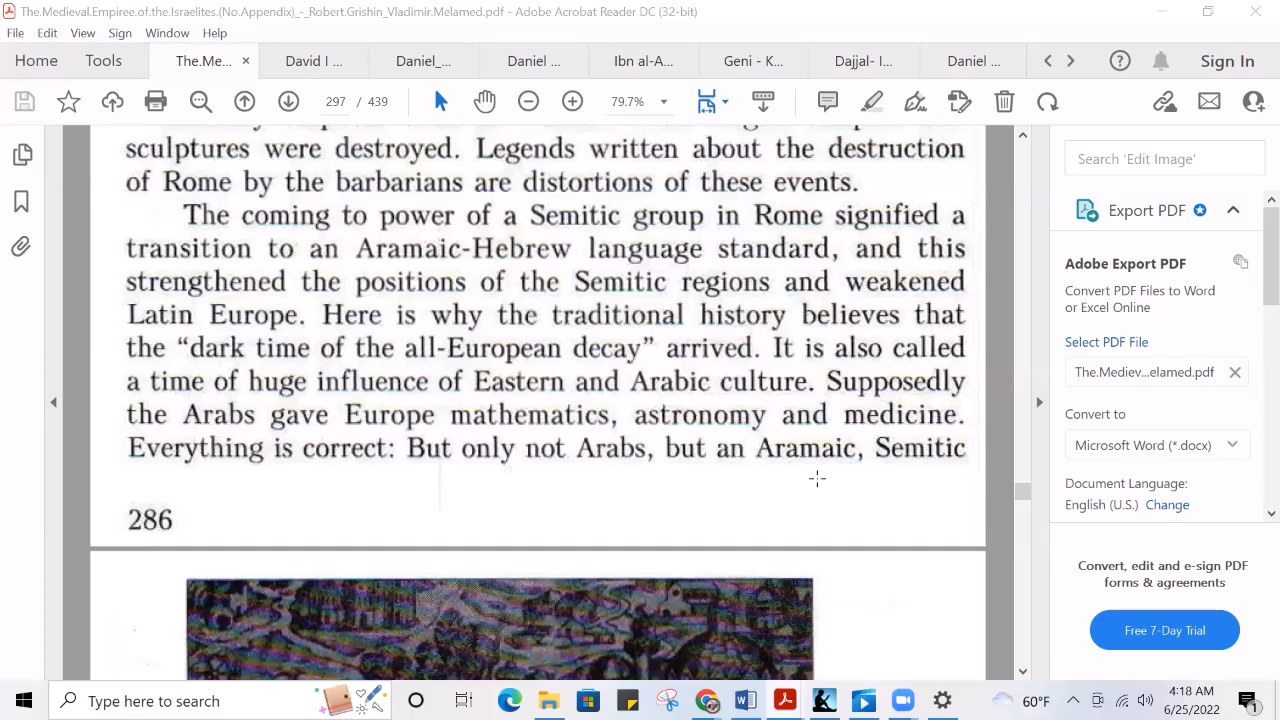 The.Medieval.Empiree.of.the.Israelites.(No.Appendix)_-_Robert.Grishin_Vladimir.Melamed.pdf - Adobe Acrobat Reader DC (32-bit)
File Edit View Sign Window Help
Home Tools The.Me... × David I ... Daniel_... Daniel ... Ibn al-A... Geni - K... Dajjal- I... Daniel ... Sign In
297 / 439 79.7%
sculptures were destroyed. Legends written about the destruction
of Rome by the barbarians are distortions of these events.
The coming to power of a Semitic group in Rome signified a
transition to an Aramaic-Hebrew language standard, and this
strengthened the positions of the Semitic regions and weakened
Latin Europe. Here is why the traditional history believes that
the “dark time of the all-European decay” arrived. It is also called
a time of huge influence of Eastern and Arabic culture. Supposedly
the Arabs gave Europe mathematics, astronomy and medicine.
Everything is correct: But only not Arabs, but an Aramaic, Semitic
286
Search 'Edit Image'
Export PDF
Adobe Export PDF
Convert PDF Files to Word
or Excel Online
Select PDF File
The.Mediev...elamed.pdf
Convert to
Microsoft Word (*.docx)
Document Language:
English (U.S.) Change
Convert, edit and e-sign PDF
forms & agreements
Free 7-Day Trial
Type here to search
60°F
4:18 AM
6/25/2022
1